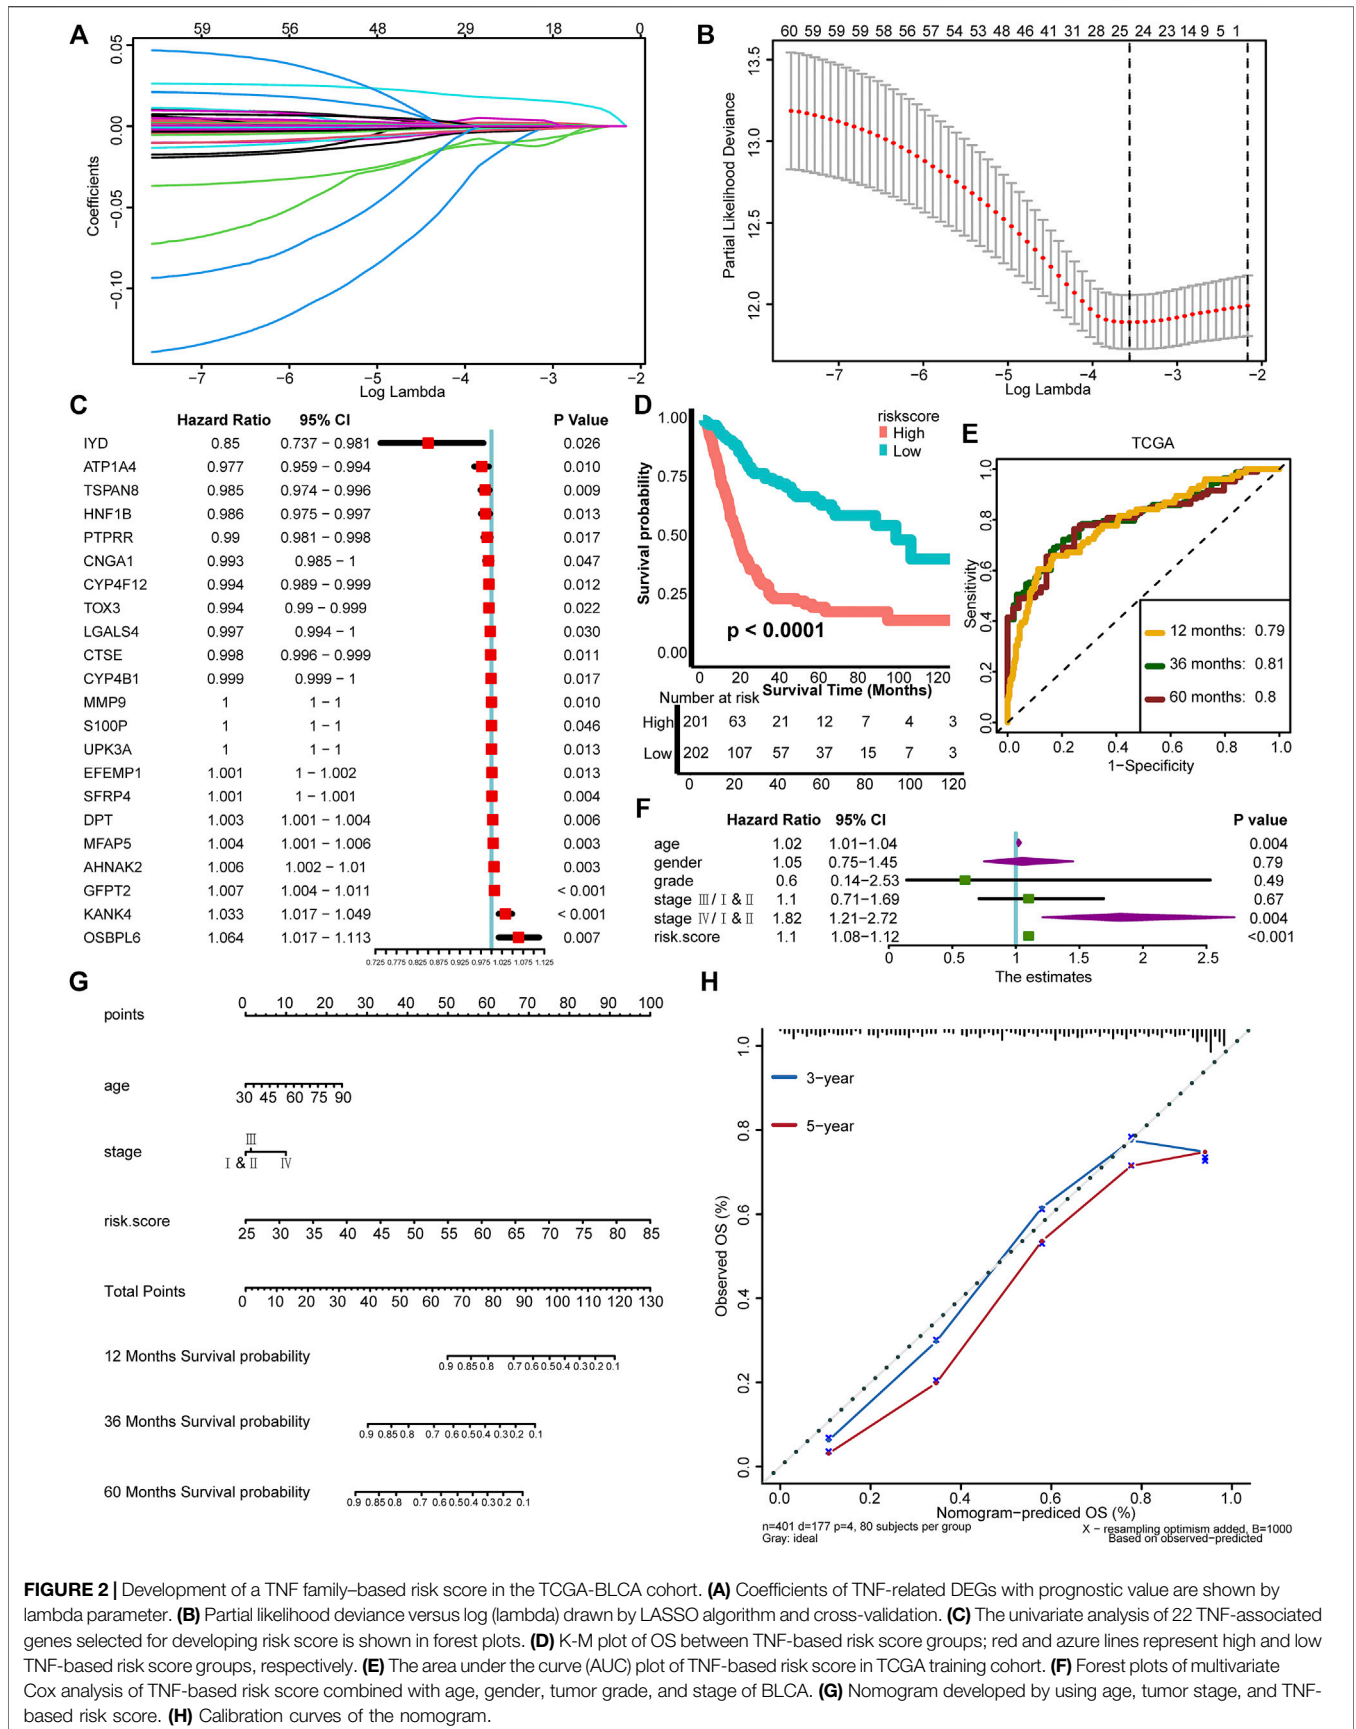 A
59 56 48 29 16 0
0.05
0.00
−0.05
−0.10
Coefficients
−7 −6 −5 −4 −3 −2
Log Lambda
B
60 59 59 59 58 56 57 54 53 48 46 41 31 28 25 24 23 14 9 5 1
13.5
13.0
12.5
12.0
Partial Likelihood Deviance
−7 −6 −5 −4 −3 −2
Log Lambda
C
Hazard Ratio 95% CI P Value
IYD 0.85 0.737 − 0.981 0.026
ATP1A4 0.977 0.959 − 0.994 0.010
TSPAN8 0.985 0.974 − 0.996 0.009
HNF1B 0.986 0.975 − 0.997 0.013
PTPRR 0.99 0.981 − 0.998 0.017
CNGA1 0.993 0.985 − 1 0.047
CYP4F12 0.994 0.989 − 0.999 0.012
TOX3 0.994 0.99 − 0.999 0.022
LGALS4 0.997 0.994 − 1 0.030
CTSE 0.998 0.996 − 0.999 0.011
CYP4B1 0.999 0.999 − 1 0.017
MMP9 1 1 − 1 0.010
S100P 1 1 − 1 0.046
UPK3A 1 1 − 1 0.013
EFEMP1 1.001 1 − 1.002 0.013
SFRP4 1.001 1 − 1.001 0.004
DPT 1.003 1.001 − 1.004 0.006
MFAP5 1.004 1.001 − 1.006 0.003
AHNAK2 1.006 1.002 − 1.01 0.003
GFPT2 1.007 1.004 − 1.011 < 0.001
KANK4 1.033 1.017 − 1.049 < 0.001
OSBPL6 1.064 1.017 − 1.113 0.007
0.725 0.775 0.825 0.875 0.925 0.975 1.025 1.075 1.125
D
riskscore
High
Low
1.00
0.75
0.50
0.25
0.00
Survival probability
p < 0.0001
0 20 40 60 80 100 120
Survival Time (Months)
Number at risk
High 201 63 21 12 7 4 3
Low 202 107 57 37 15 7 3
0 20 40 60 80 100 120
E
TCGA
1.0
0.8
0.6
0.4
0.2
0.0
Sensitivity
12 months: 0.79
36 months: 0.81
60 months: 0.8
0.0 0.2 0.4 0.6 0.8 1.0
1−Specificity
F
Hazard Ratio 95% CI P value
age 1.02 1.01−1.04 0.004
gender 1.05 0.75−1.45 0.79
grade 0.6 0.14−2.53 0.49
stage Ⅲ / Ⅰ & Ⅱ 1.1 0.71−1.69 0.67
stage Ⅳ / Ⅰ & Ⅱ 1.82 1.21−2.72 0.004
risk.score 1.1 1.08−1.12 <0.001
0 0.5 1 1.5 2 2.5
The estimates
G
points 0 10 20 30 40 50 60 70 80 90 100
age
30 45 60 75 90
Ⅲ
stage
Ⅰ & Ⅱ Ⅳ
risk.score
25 30 35 40 45 50 55 60 65 70 75 80 85
Total Points
0 10 20 30 40 50 60 70 80 90 100 110 120 130
12 Months Survival probability
0.9 0.85 0.8 0.7 0.6 0.5 0.4 0.3 0.2 0.1
36 Months Survival probability
0.9 0.85 0.8 0.7 0.6 0.5 0.4 0.3 0.2 0.1
60 Months Survival probability
0.9 0.85 0.8 0.7 0.6 0.5 0.4 0.3 0.2 0.1
H
3−year
5−year
1.0
0.8
0.6
0.4
0.2
0.0
Observed OS (%)
0.0 0.2 0.4 0.6 0.8 1.0
Nomogram−prediced OS (%)
n=401 d=177 p=4, 80 subjects per group
Gray: ideal
X − resampling optimism added, B=1000
Based on observed−predicted
FIGURE 2 | Development of a TNF family–based risk score in the TCGA-BLCA cohort. (A) Coefficients of TNF-related DEGs with prognostic value are shown by
lambda parameter. (B) Partial likelihood deviance versus log (lambda) drawn by LASSO algorithm and cross-validation. (C) The univariate analysis of 22 TNF-associated
genes selected for developing risk score is shown in forest plots. (D) K-M plot of OS between TNF-based risk score groups; red and azure lines represent high and low
TNF-based risk score groups, respectively. (E) The area under the curve (AUC) plot of TNF-based risk score in TCGA training cohort. (F) Forest plots of multivariate
Cox analysis of TNF-based risk score combined with age, gender, tumor grade, and stage of BLCA. (G) Nomogram developed by using age, tumor stage, and TNF-
based risk score. (H) Calibration curves of the nomogram.